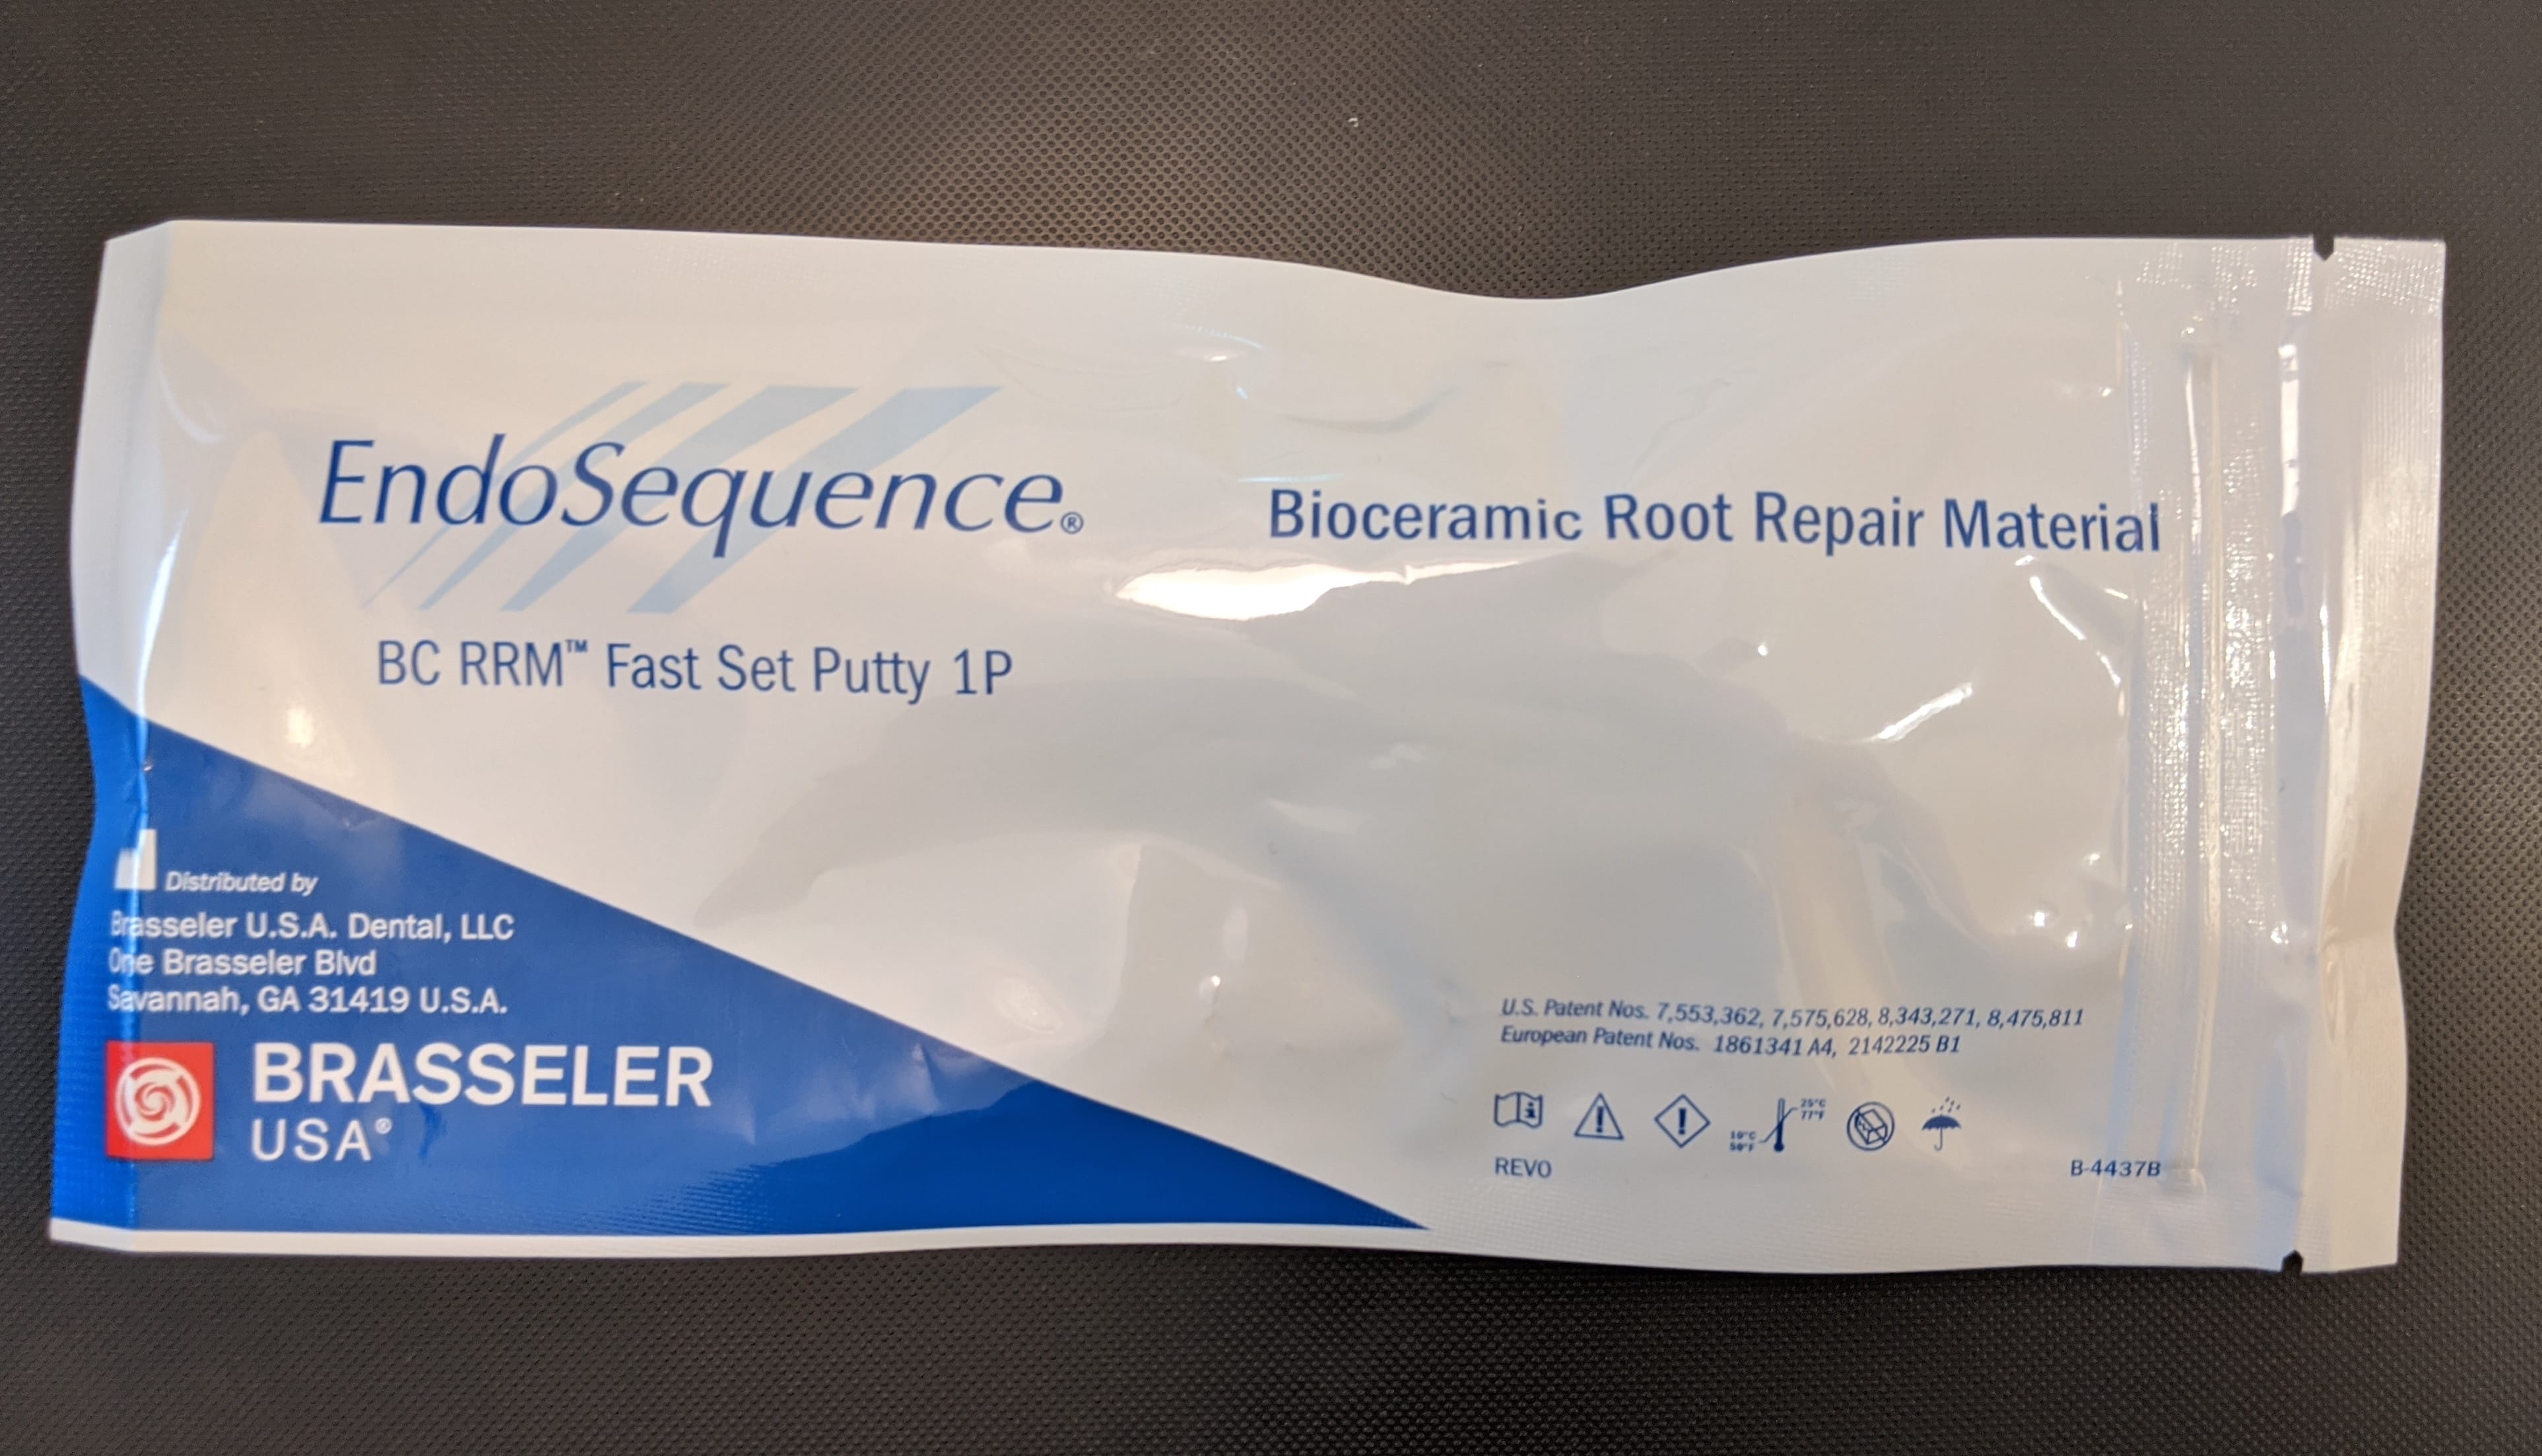 EndoSequence®
Bioceramic Root Repair Material
BC RRM™ Fast Set Putty 1P
Distributed by
Brasseler U.S.A. Dental, LLC
One Brasseler Blvd
Savannah, GA 31419 U.S.A.
BRASSELER
USA®
U.S. Patent Nos. 7,553,362, 7,575,628, 8,343,271, 8,475,811
European Patent Nos. 1861341 A4, 2142225 B1
25°C
77°F
10°C
50°F
REV0
B-4437B